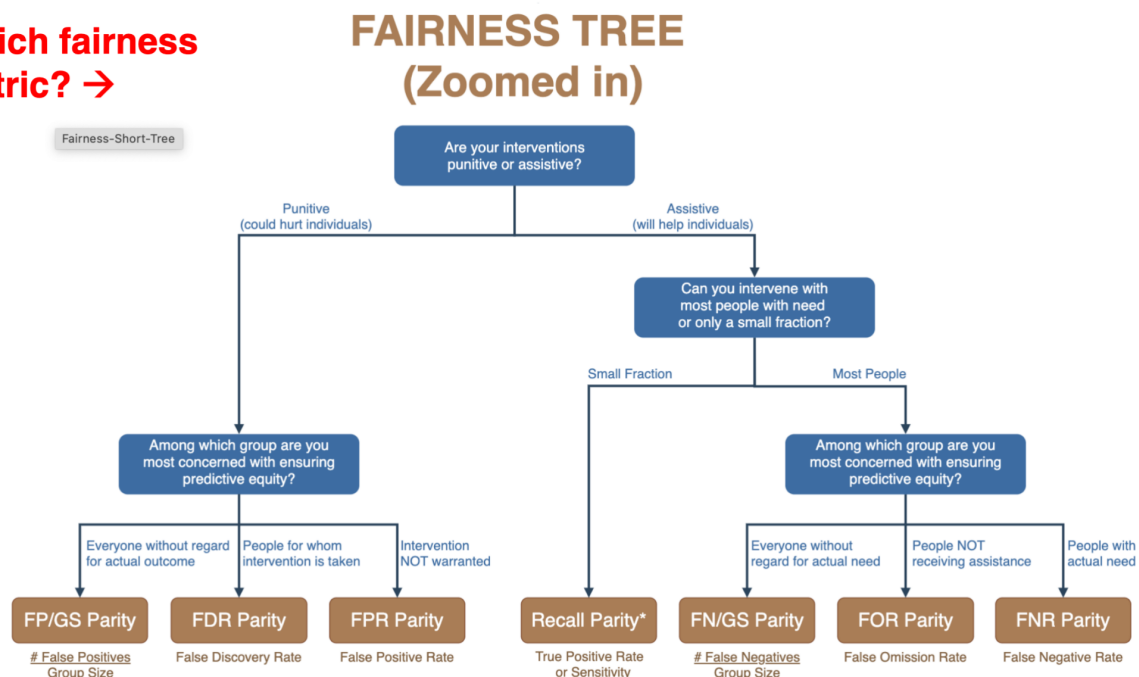 ich fairness
tric? →
FAIRNESS TREE
(Zoomed in)
Fairness-Short-Tree
Are your interventions
punitive or assistive?
Punitive
(could hurt individuals)
Assistive
(will help individuals)
Can you intervene with
most people with need
or only a small fraction?
Small Fraction
Most People
Among which group are you
most concerned with ensuring
predictive equity?
Among which group are you
most concerned with ensuring
predictive equity?
Everyone without regard
for actual outcome
People for whom
intervention is taken
Intervention
NOT warranted
Everyone without
regard for actual need
People NOT
receiving assistance
People with
actual need
FP/GS Parity
FDR Parity
FPR Parity
Recall Parity*
FN/GS Parity
FOR Parity
FNR Parity
# False Positives
Group Size
False Discovery Rate
False Positive Rate
True Positive Rate
or Sensitivity
# False Negatives
Group Size
False Omission Rate
False Negative Rate